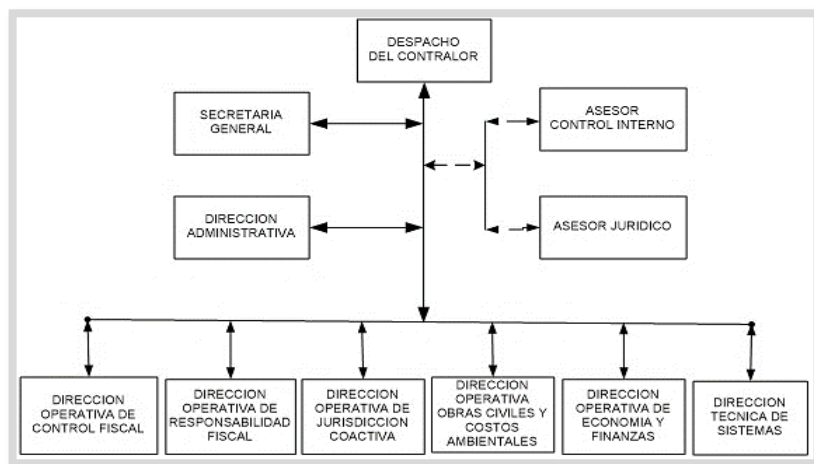 DESPACHO
DEL CONTRALOR
SECRETARIA
GENERAL
ASESOR
CONTROL INTERNO
DIRECCION
ADMINISTRATIVA
ASESOR JURIDICO
DIRECCION
OPERATIVA DE
CONTROL FISCAL
DIRECCION
OPERATIVA DE
RESPONSABILIDAD
FISCAL
DIRECCION
OPERATIVA DE
JURISDICCION
COACTIVA
DIRECCION
OPERATIVA
OBRAS CIVILES Y
COSTOS
AMBIENTALES
DIRECCION
OPERATIVA DE
ECONOMIA Y
FINANZAS
DIRECCION
TECNICA DE
SISTEMAS